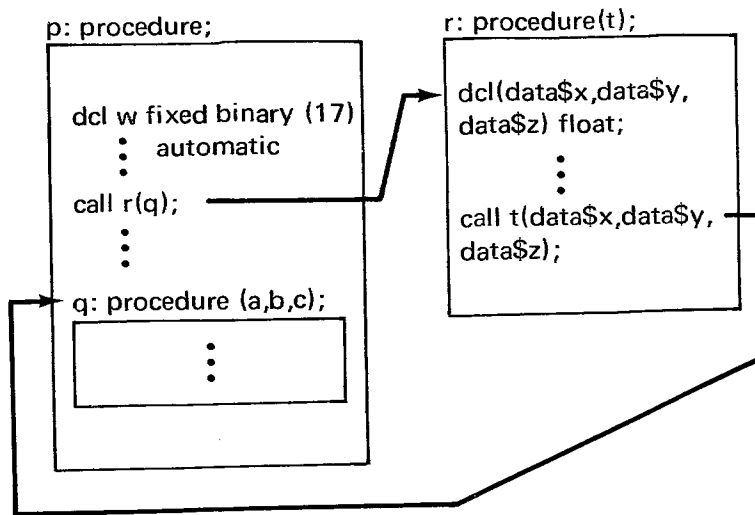 p: procedure;
dcl w fixed binary (17)
automatic
call r(q);
q: procedure (a,b,c);
r: procedure(t);
dcl(data$x,data$y,
data$z) float;
call t(data$x,data$y,
data$z);